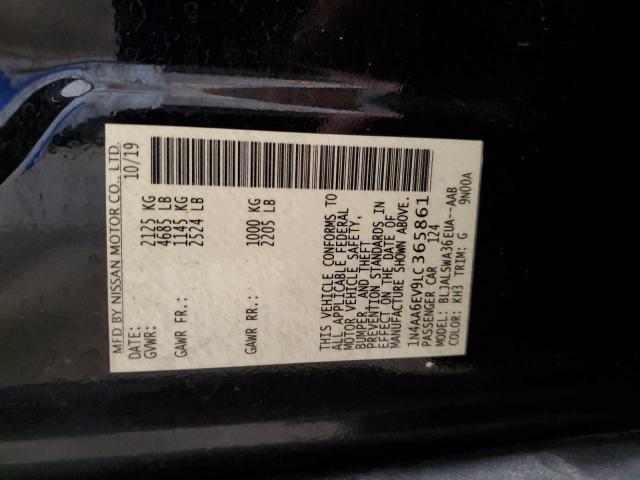 MFD BY NISSAN MOTOR CO., LTD.
DATE: 10/19
GVWR: 2125 KG
4685 LB
GAWR FR.: 1145 KG
2524 LB
GAWR RR.: 1000 KG
2205 LB
THIS VEHICLE CONFORMS TO
ALL APPLICABLE FEDERAL
MOTOR VEHICLE SAFETY,
BUMPER, AND THEFT
PREVENTION STANDARDS IN
EFFECT ON THE DATE OF
MANUFACTURE SHOWN ABOVE.
1N4AA6EV9LC365861
PASSENGER CAR 124
MODEL: BLJALSWA36EUA--AAB
COLOR: KH3 TRIM: G 9N00A